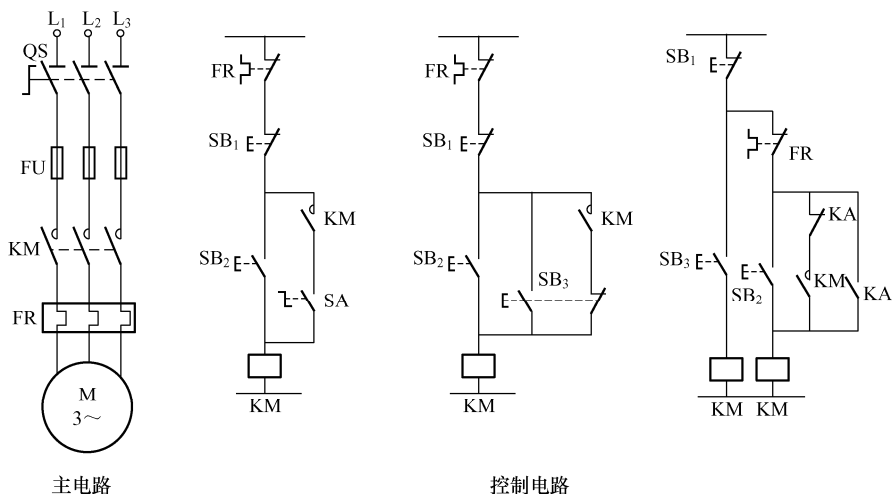 L1 L2 L3
QS
FU
KM
FR
M
3~
主电路
FR
SB1
KM
SB2
SA
KM
FR
SB1
KM
SB2
SB3
KM
SB1
FR
KA
SB3
SB2
KM
KA
KM KM
控制电路